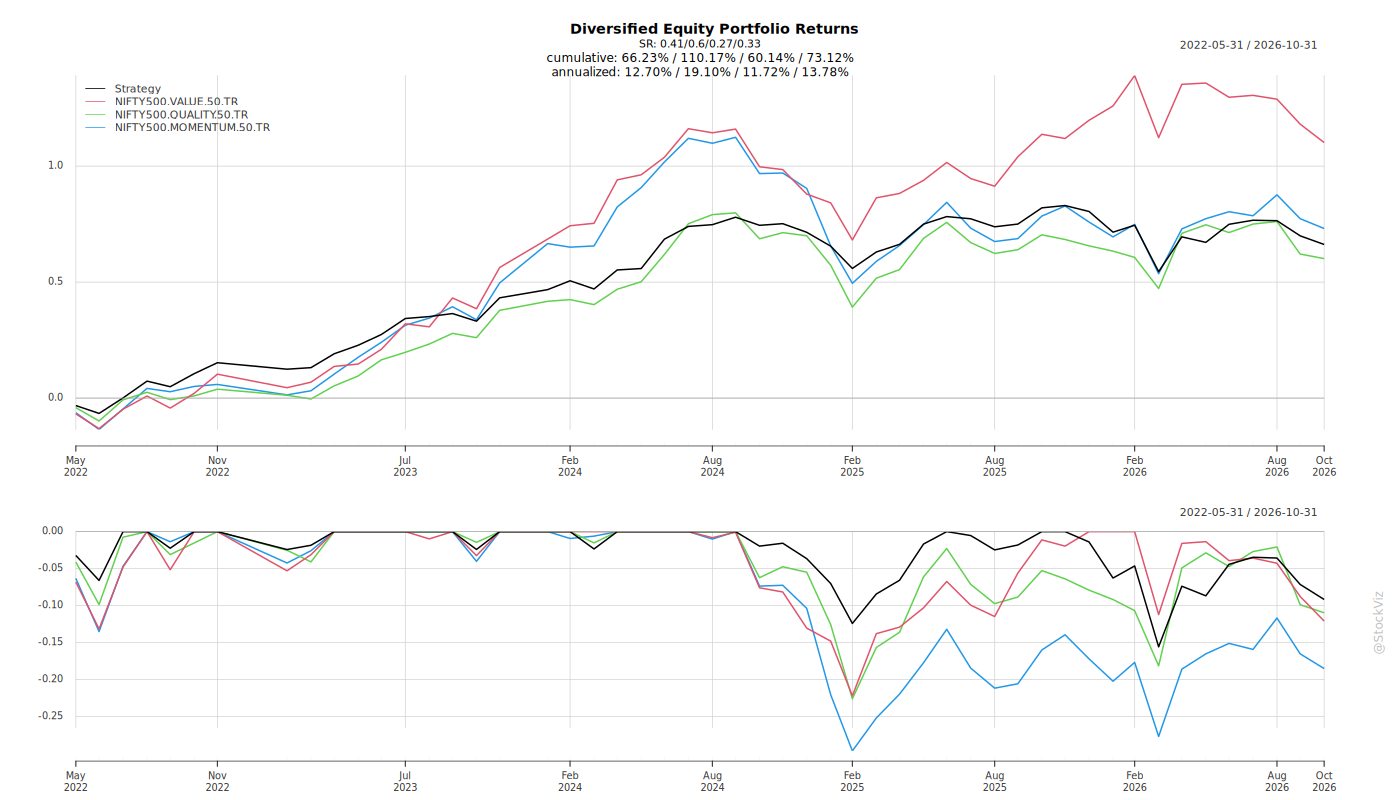 Diversified Equity Portfolio Returns
SR: 0.41/0.6/0.27/0.33
cumulative: 66.23% / 110.17% / 60.14% / 73.12%
annualized: 12.70% / 19.10% / 11.72% / 13.78%
2022-05-31 / 2026-10-31
Strategy
NIFTY500.VALUE.50.TR
NIFTY500.QUALITY.50.TR
NIFTY500.MOMENTUM.50.TR
1.0
0.5
0.0
May Nov Jul Feb Aug Feb Aug Feb Aug Oct
2022 2022 2023 2024 2024 2025 2025 2026 2026 2026
2022-05-31 / 2026-10-31
0.00
-0.05
-0.10
-0.15
-0.20
-0.25
May Nov Jul Feb Aug Feb Aug Feb Aug Oct
2022 2022 2023 2024 2024 2025 2025 2026 2026 2026
@StockViz